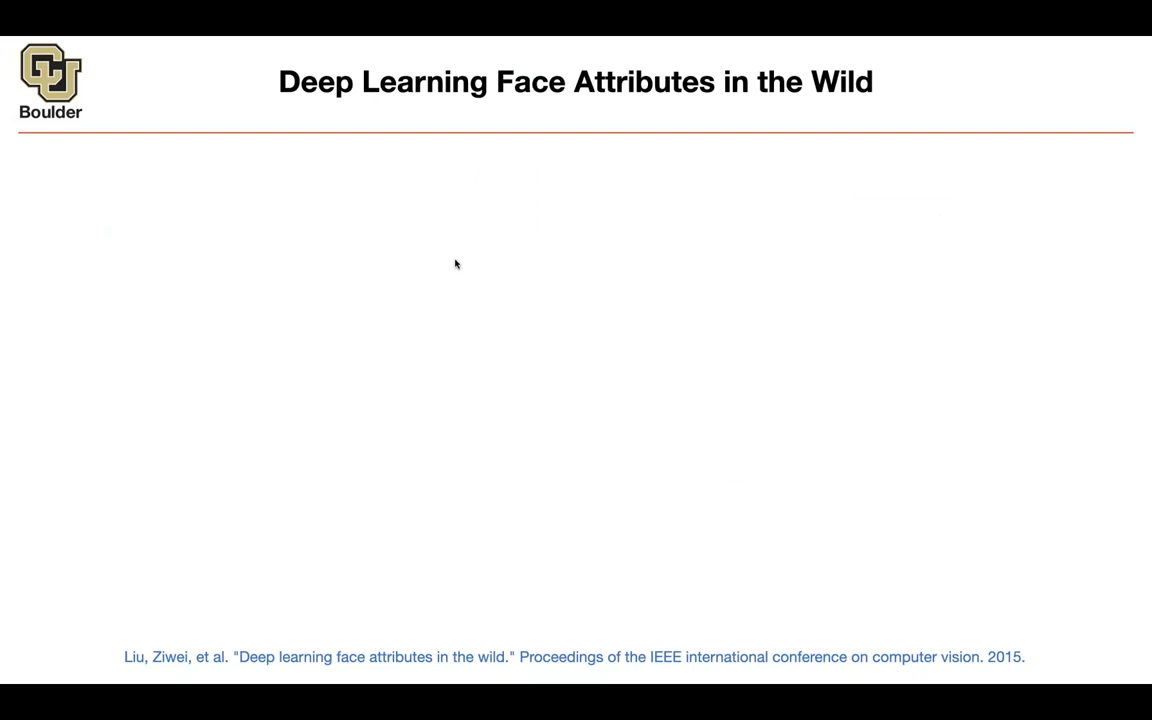 Boulder
Deep Learning Face Attributes in the Wild
Liu, Ziwei, et al. "Deep learning face attributes in the wild." Proceedings of the IEEE international conference on computer vision. 2015.